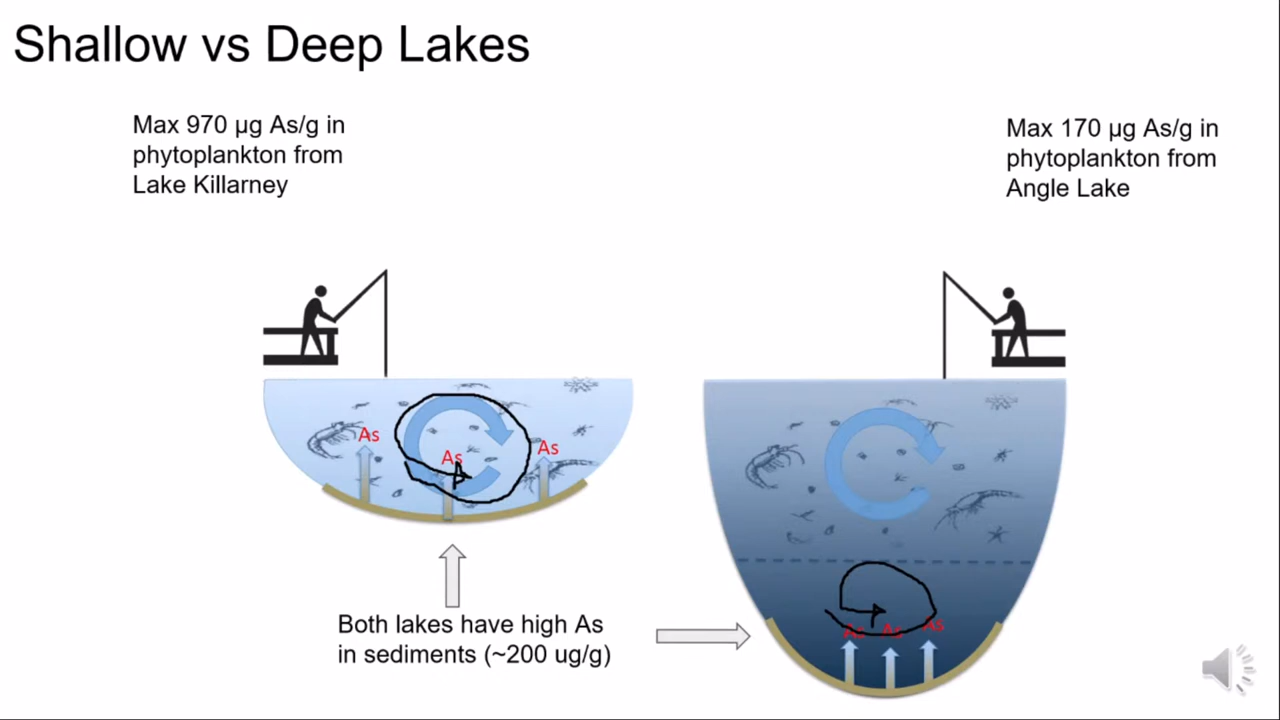 Shallow vs Deep Lakes
Max 970 µg As/g in
phytoplankton from
Lake Killarney
Max 170 µg As/g in
phytoplankton from
Angle Lake
As
As
As
As
As
As
Both lakes have high As
in sediments (~200 ug/g)